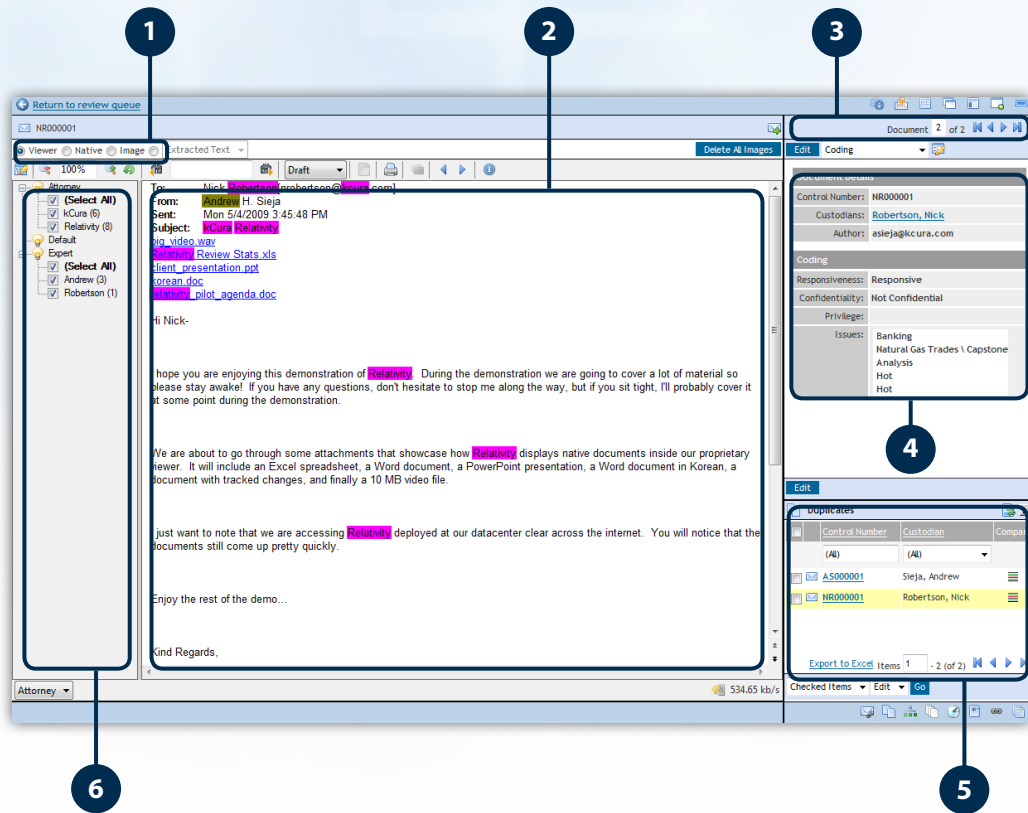 1
2
3
Return to review queue
NR000001
Document 2 of 2
Viewer Native Image Extracted Text
Delete All Images
Edit Coding
100%
Draft
Attorney
(Select All)
kCura (6)
Relativity (8)
Default
Expert
(Select All)
Andrew (3)
Robertson (1)
To: Nick Robertson[nrobertson@kcura.com]
From: Andrew H. Sieja
Sent: Mon 5/4/2009 3:45:48 PM
Subject: kCura Relativity
big_video.wav
Relativity Review Stats.xls
client_presentation.ppt
korean.doc
relativity_pilot_agenda.doc
Hi Nick-
I hope you are enjoying this demonstration of Relativity. During the demonstration we are going to cover a lot of material so
please stay awake! If you have any questions, don't hesitate to stop me along the way, but if you sit tight, I'll probably cover it
at some point during the demonstration.
We are about to go through some attachments that showcase how Relativity displays native documents inside our proprietary
viewer. It will include an Excel spreadsheet, a Word document, a PowerPoint presentation, a Word document in Korean, a
document with tracked changes, and finally a 10 MB video file.
I just want to note that we are accessing Relativity deployed at our datacenter clear across the internet. You will notice that the
documents still come up pretty quickly.
Enjoy the rest of the demo...
Kind Regards,
Document Details
Control Number: NR000001
Custodians: Robertson, Nick
Author: asieja@kcura.com
Coding
Responsiveness: Responsive
Confidentiality: Not Confidential
Privilege:
Issues: Banking
Natural Gas Trades \ Capstone
Analysis
Hot
Hot
4
Edit
Duplicates
Control Number Custodian Compa
(All) (All)
AS000001 Sieja, Andrew
NR000001 Robertson, Nick
Export to Excel Items 1 - 2 (of 2)
Attorney
534.65 kb/s
Checked Items Edit Go
6
5